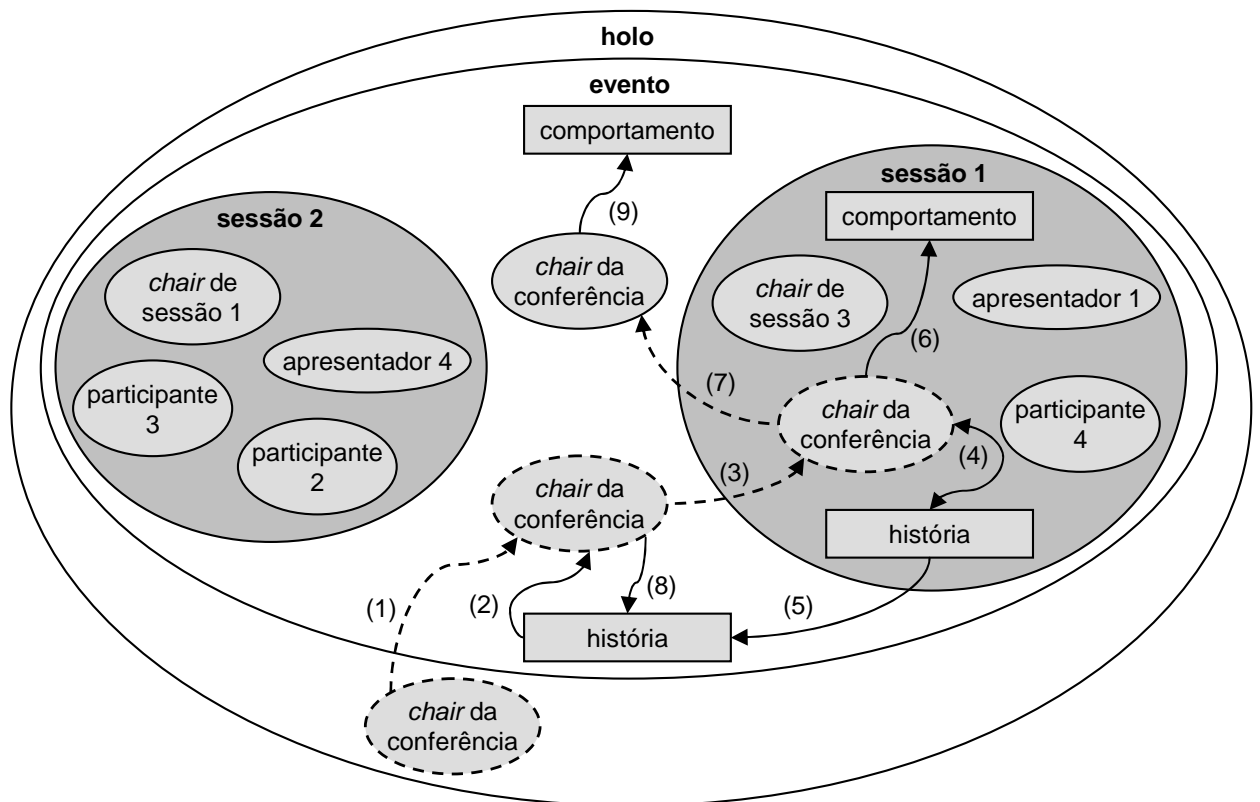 holo
evento
comportamento
(9)
chair da
conferência
sessão 2
chair de
sessão 1
apresentador 4
participante
3
participante
2
sessão 1
comportamento
chair de
sessão 3
apresentador 1
(6)
(7)
chair da
conferência
participante
4
(4)
(3)
história
chair da
conferência
(1)
(2)
(8)
(5)
história
chair da
conferência